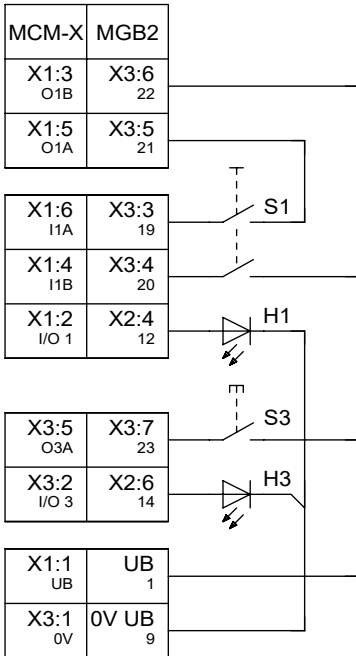 MCM-X MGB2
X1:3 X3:6
O1B 22
X1:5 X3:5
O1A 21
X1:6 X3:3
I1A 19
S1
X1:4 X3:4
I1B 20
X1:2 X2:4
I/O 1 12
H1
X3:5 X3:7
O3A 23
S3
X3:2 X2:6
I/O 3 14
H3
X1:1 UB
UB 1
X3:1 0V UB
0V 9